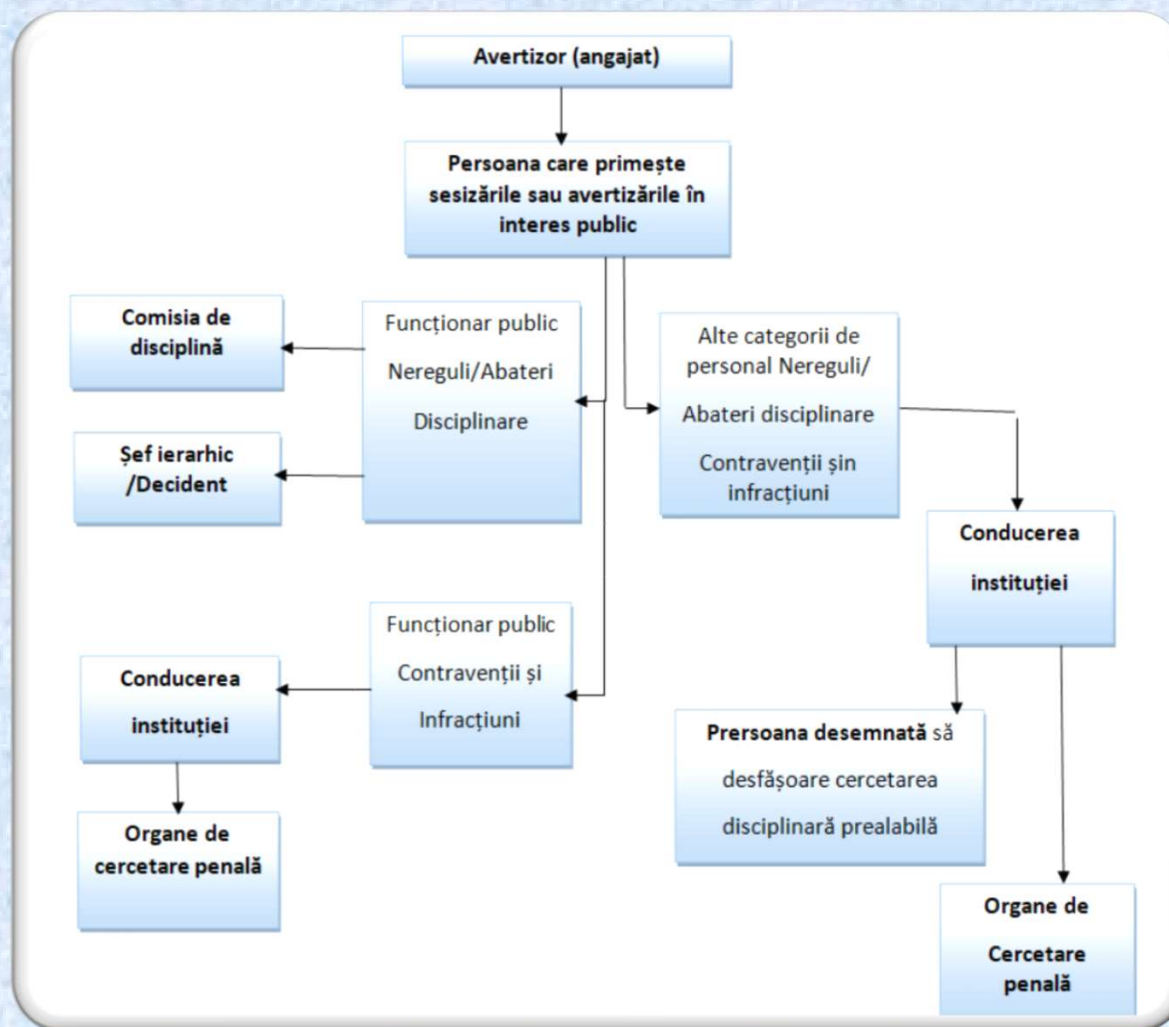 Avertizor (angajat)
Persoana care primește
sesizările sau avertizările în
interes public
Comisia de
disciplină
Funcționar public
Nereguli/Abateri
Disciplinare
Alte categorii de
personal Nereguli/
Abateri disciplinare
Contravenții șin
infracțiuni
Șef ierarhic
/Decident
Conducerea
instituției
Funcționar public
Contravenții și
Infracțiuni
Conducerea
instituției
Prersoana desemnată să
desfășoare cercetarea
disciplinară prealabilă
Organe de
cercetare penală
Organe de
Cercetare
penală